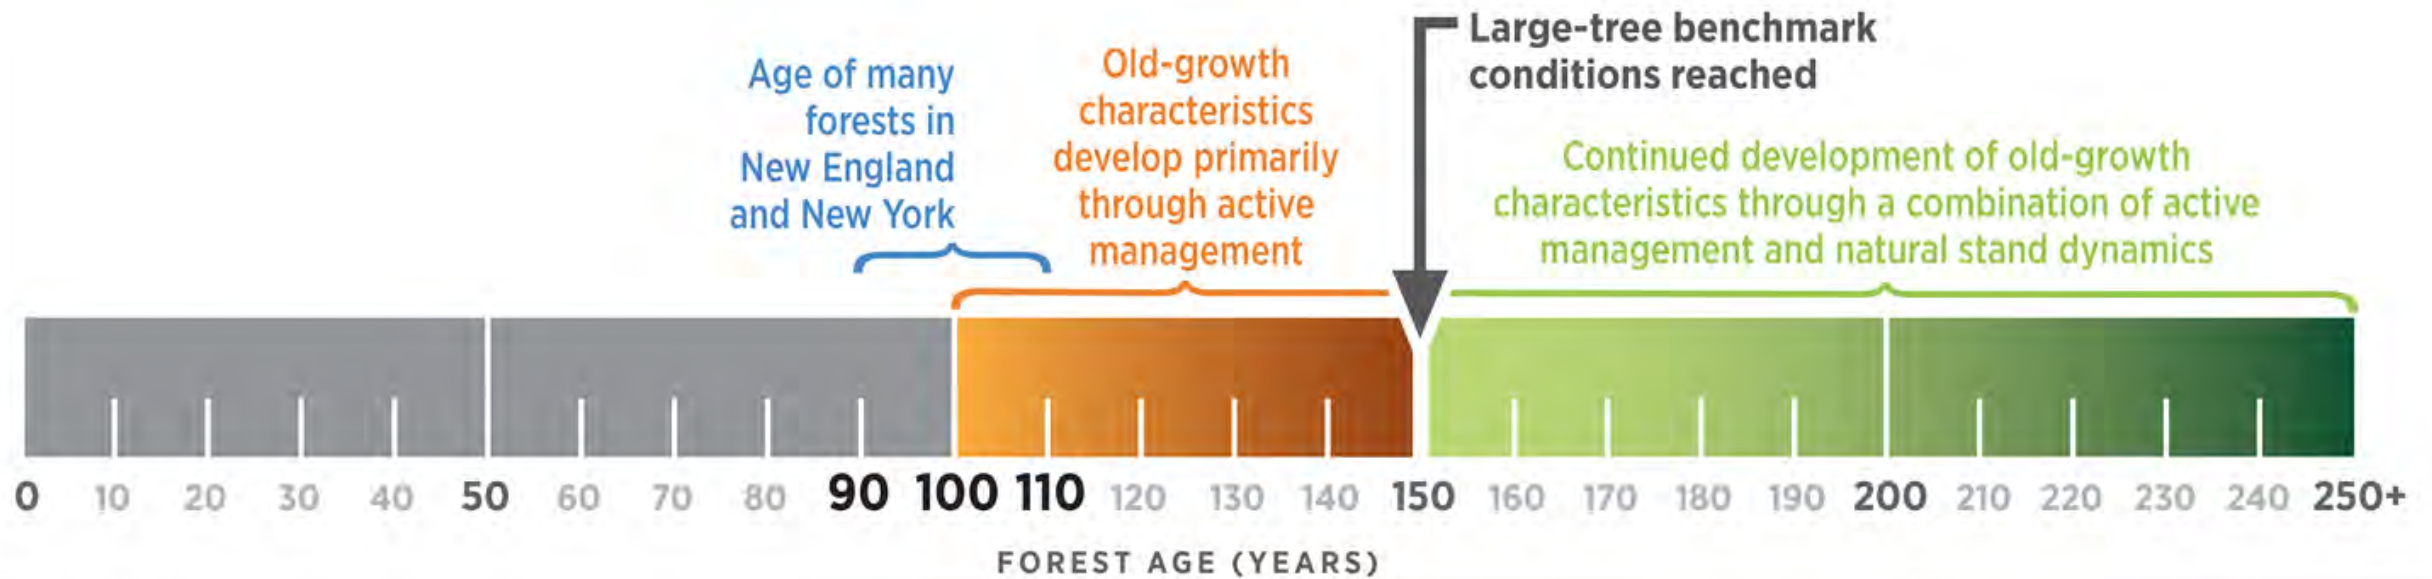 Large-tree benchmark
conditions reached
Age of many
forests in
New England
and New York
Old-growth
characteristics
develop primarily
through active
management
Continued development of old-growth
characteristics through a combination of active
management and natural stand dynamics
0 10 20 30 40 50 60 70 80 90 100 110 120 130 140 150 160 170 180 190 200 210 220 230 240 250+
FOREST AGE (YEARS)